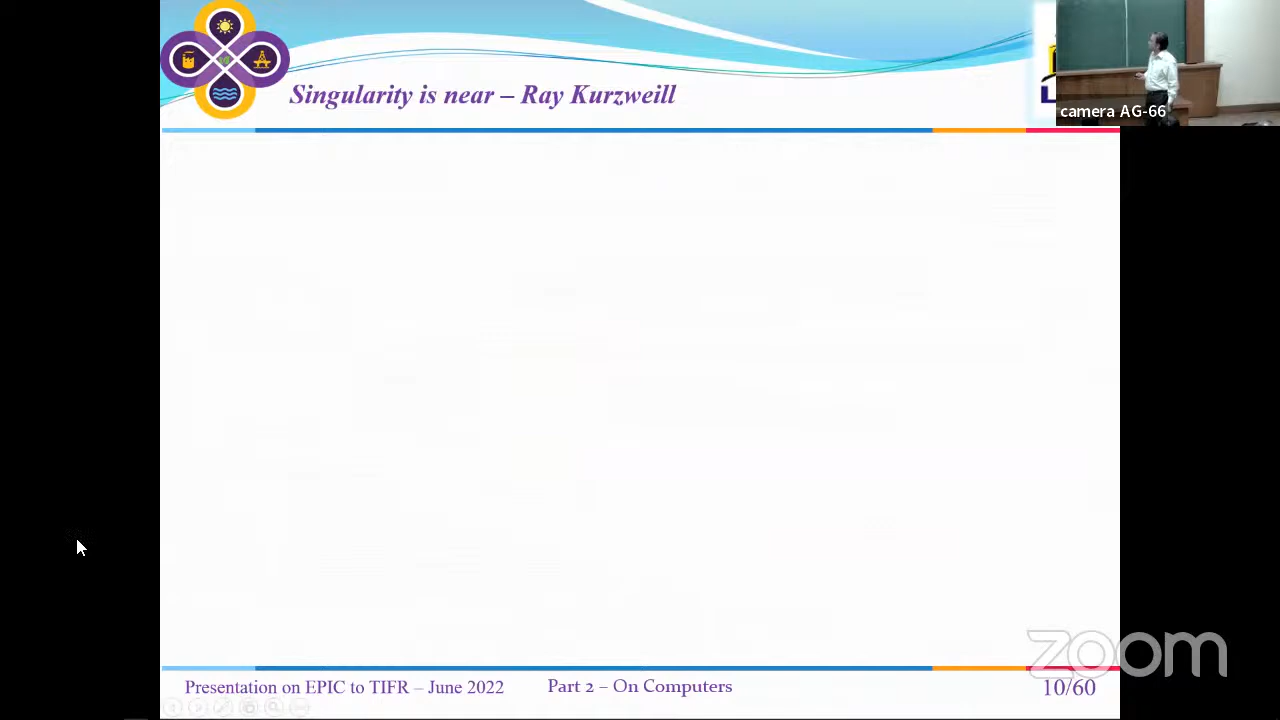 Singularity is near – Ray Kurzweill
camera AG-66
zoom
Presentation on EPIC to TIFR – June 2022
Part 2 – On Computers
10/60